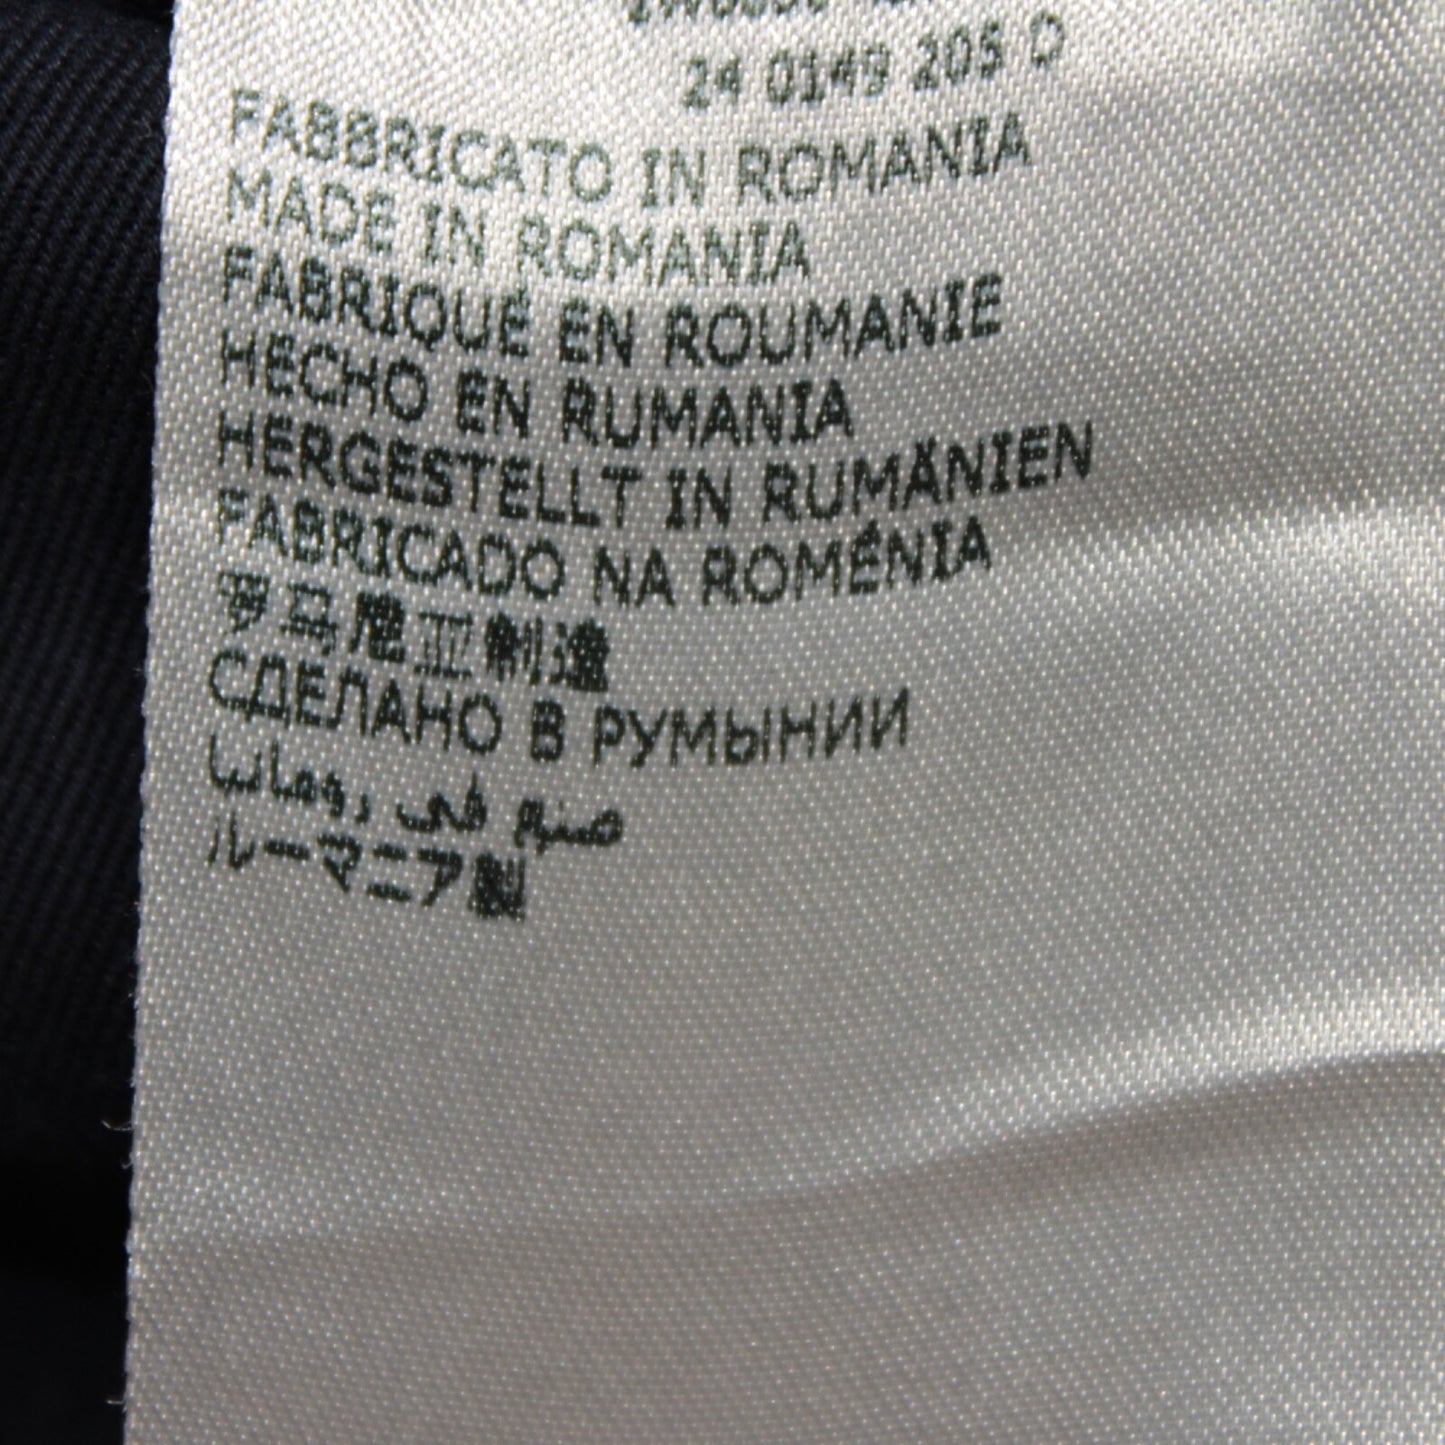 24 0149 205 D
FABBRICATO IN ROMANIA
MADE IN ROMANIA
FABRIQUÉ EN ROUMANIE
HECHO EN RUMANIA
HERGESTELLT IN RUMÄNIEN
FABRICADO NA ROMÉNIA
罗马尼亚制造
СДЕЛАНО В РУМЫНИИ
صنع في رومانيا
ルーマニア製